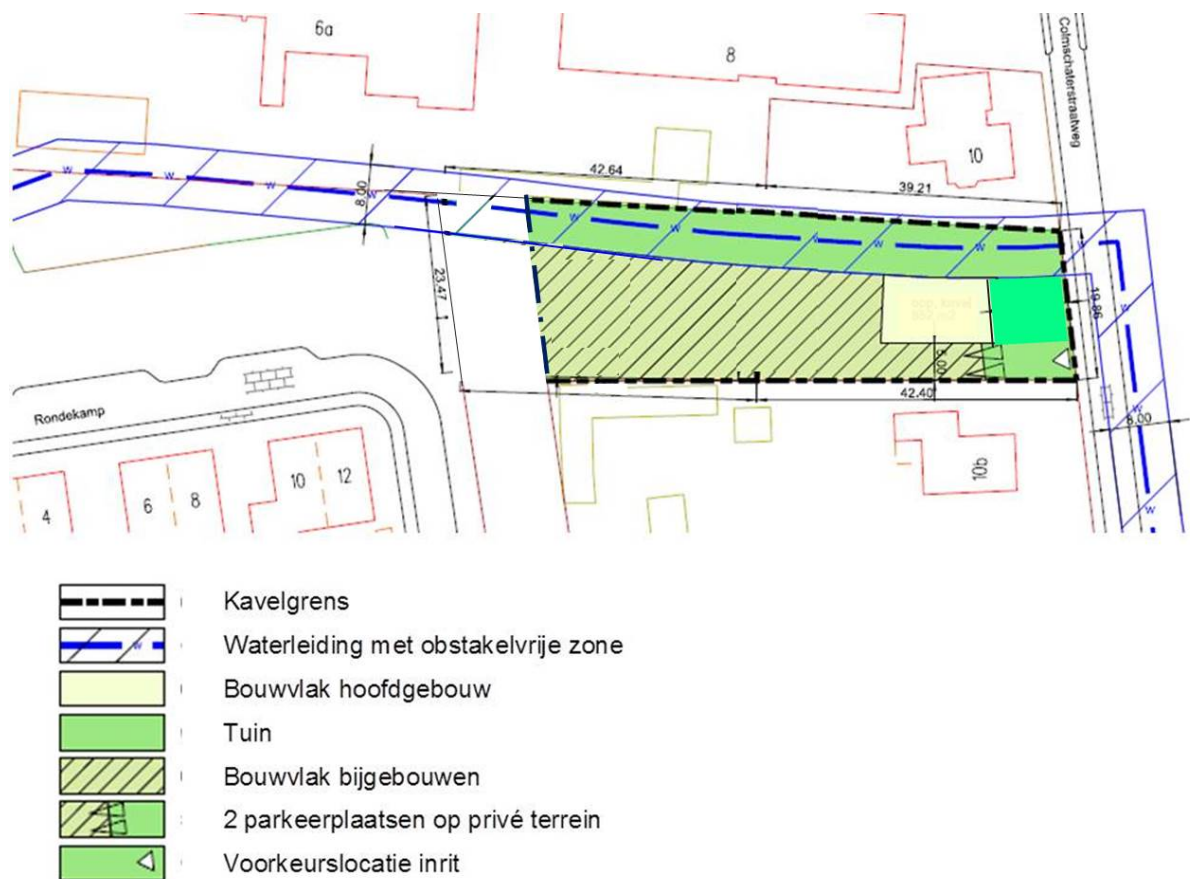 6a
8
Colmschaterstraatweg
10
42.64
39.21
8.00
w
w
w
w
w
w
w
w
w
w
23.47
19.86
5.00
42.40
8.00
w
w
w
Rondekamp
4
6
8
10
12
10b
Kavelgrens
w
Waterleiding met obstakelvrije zone
Bouwvlak hoofdgebouw
Tuin
Bouwvlak bijgebouwen
2 parkeerplaatsen op privé terrein
Voorkeurslocatie inrit